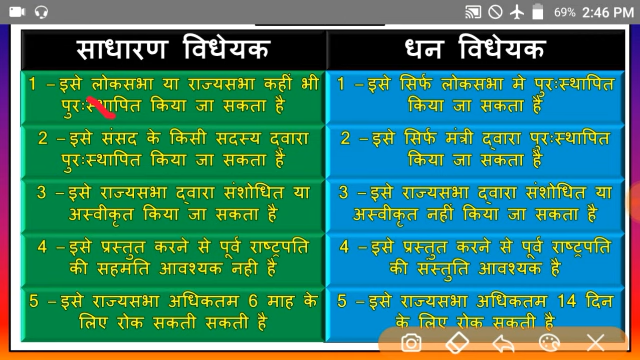 69% 2:46 PM
साधारण विधेयक
धन विधेयक
1 – इसे लोकसभा या राज्यसभा कहीं भी
पुरःस्थापित किया जा सकता है
1 – इसे सिर्फ लोकसभा मे पुरःस्थापित
किया जा सकता है
2 – इसे संसद के किसी सदस्य दवारा
पुरःस्थापित किया जा सकता है
2 – इसे सिर्फ मंत्री द्वारा पुरःस्थापित
किया जा सकता है
3 – इसे राज्यसभा द्वारा संशोधित या
अस्वीकृत किया जा सकता है
3 – इसे राज्यसभा द्वारा संशोधित या
अस्वीकृत नहीं किया जा सकता है
4 – इसे प्रस्तुत करने से पूर्व राष्ट्रपति
की सहमति आवश्यक नही है
4 – इसे प्रस्तुत करने से पूर्व राष्ट्रपति
की संस्तुति आवश्यक है
5 – इसे राज्यसभा अधिकतम 6 माह के
लिए रोक सकती सकती है
5 – इसे राज्यसभा अधिकतम 14 दिन
के लिए रोक सकती है